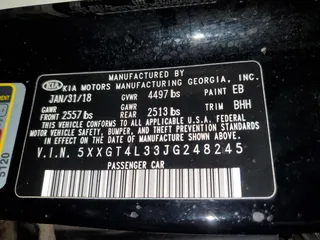 MANUFACTURED BY
KIA KIA MOTORS MANUFACTURING GEORGIA, INC.
JAN/31/18 GVWR 4497 lbs PAINT EB
GAWR FRONT 2557 lbs GAWR REAR 2513 lbs TRIM BHH
THIS VEHICLE CONFORMS TO ALL APPLICABLE U.S.A. FEDERAL
MOTOR VEHICLE SAFETY, BUMPER, AND THEFT PREVENTION STANDARDS
IN EFFECT ON THE DATE OF MANUFACTURE SHOWN ABOVE.
V.I.N. 5XXGT4L33JG248245
PASSENGER CAR